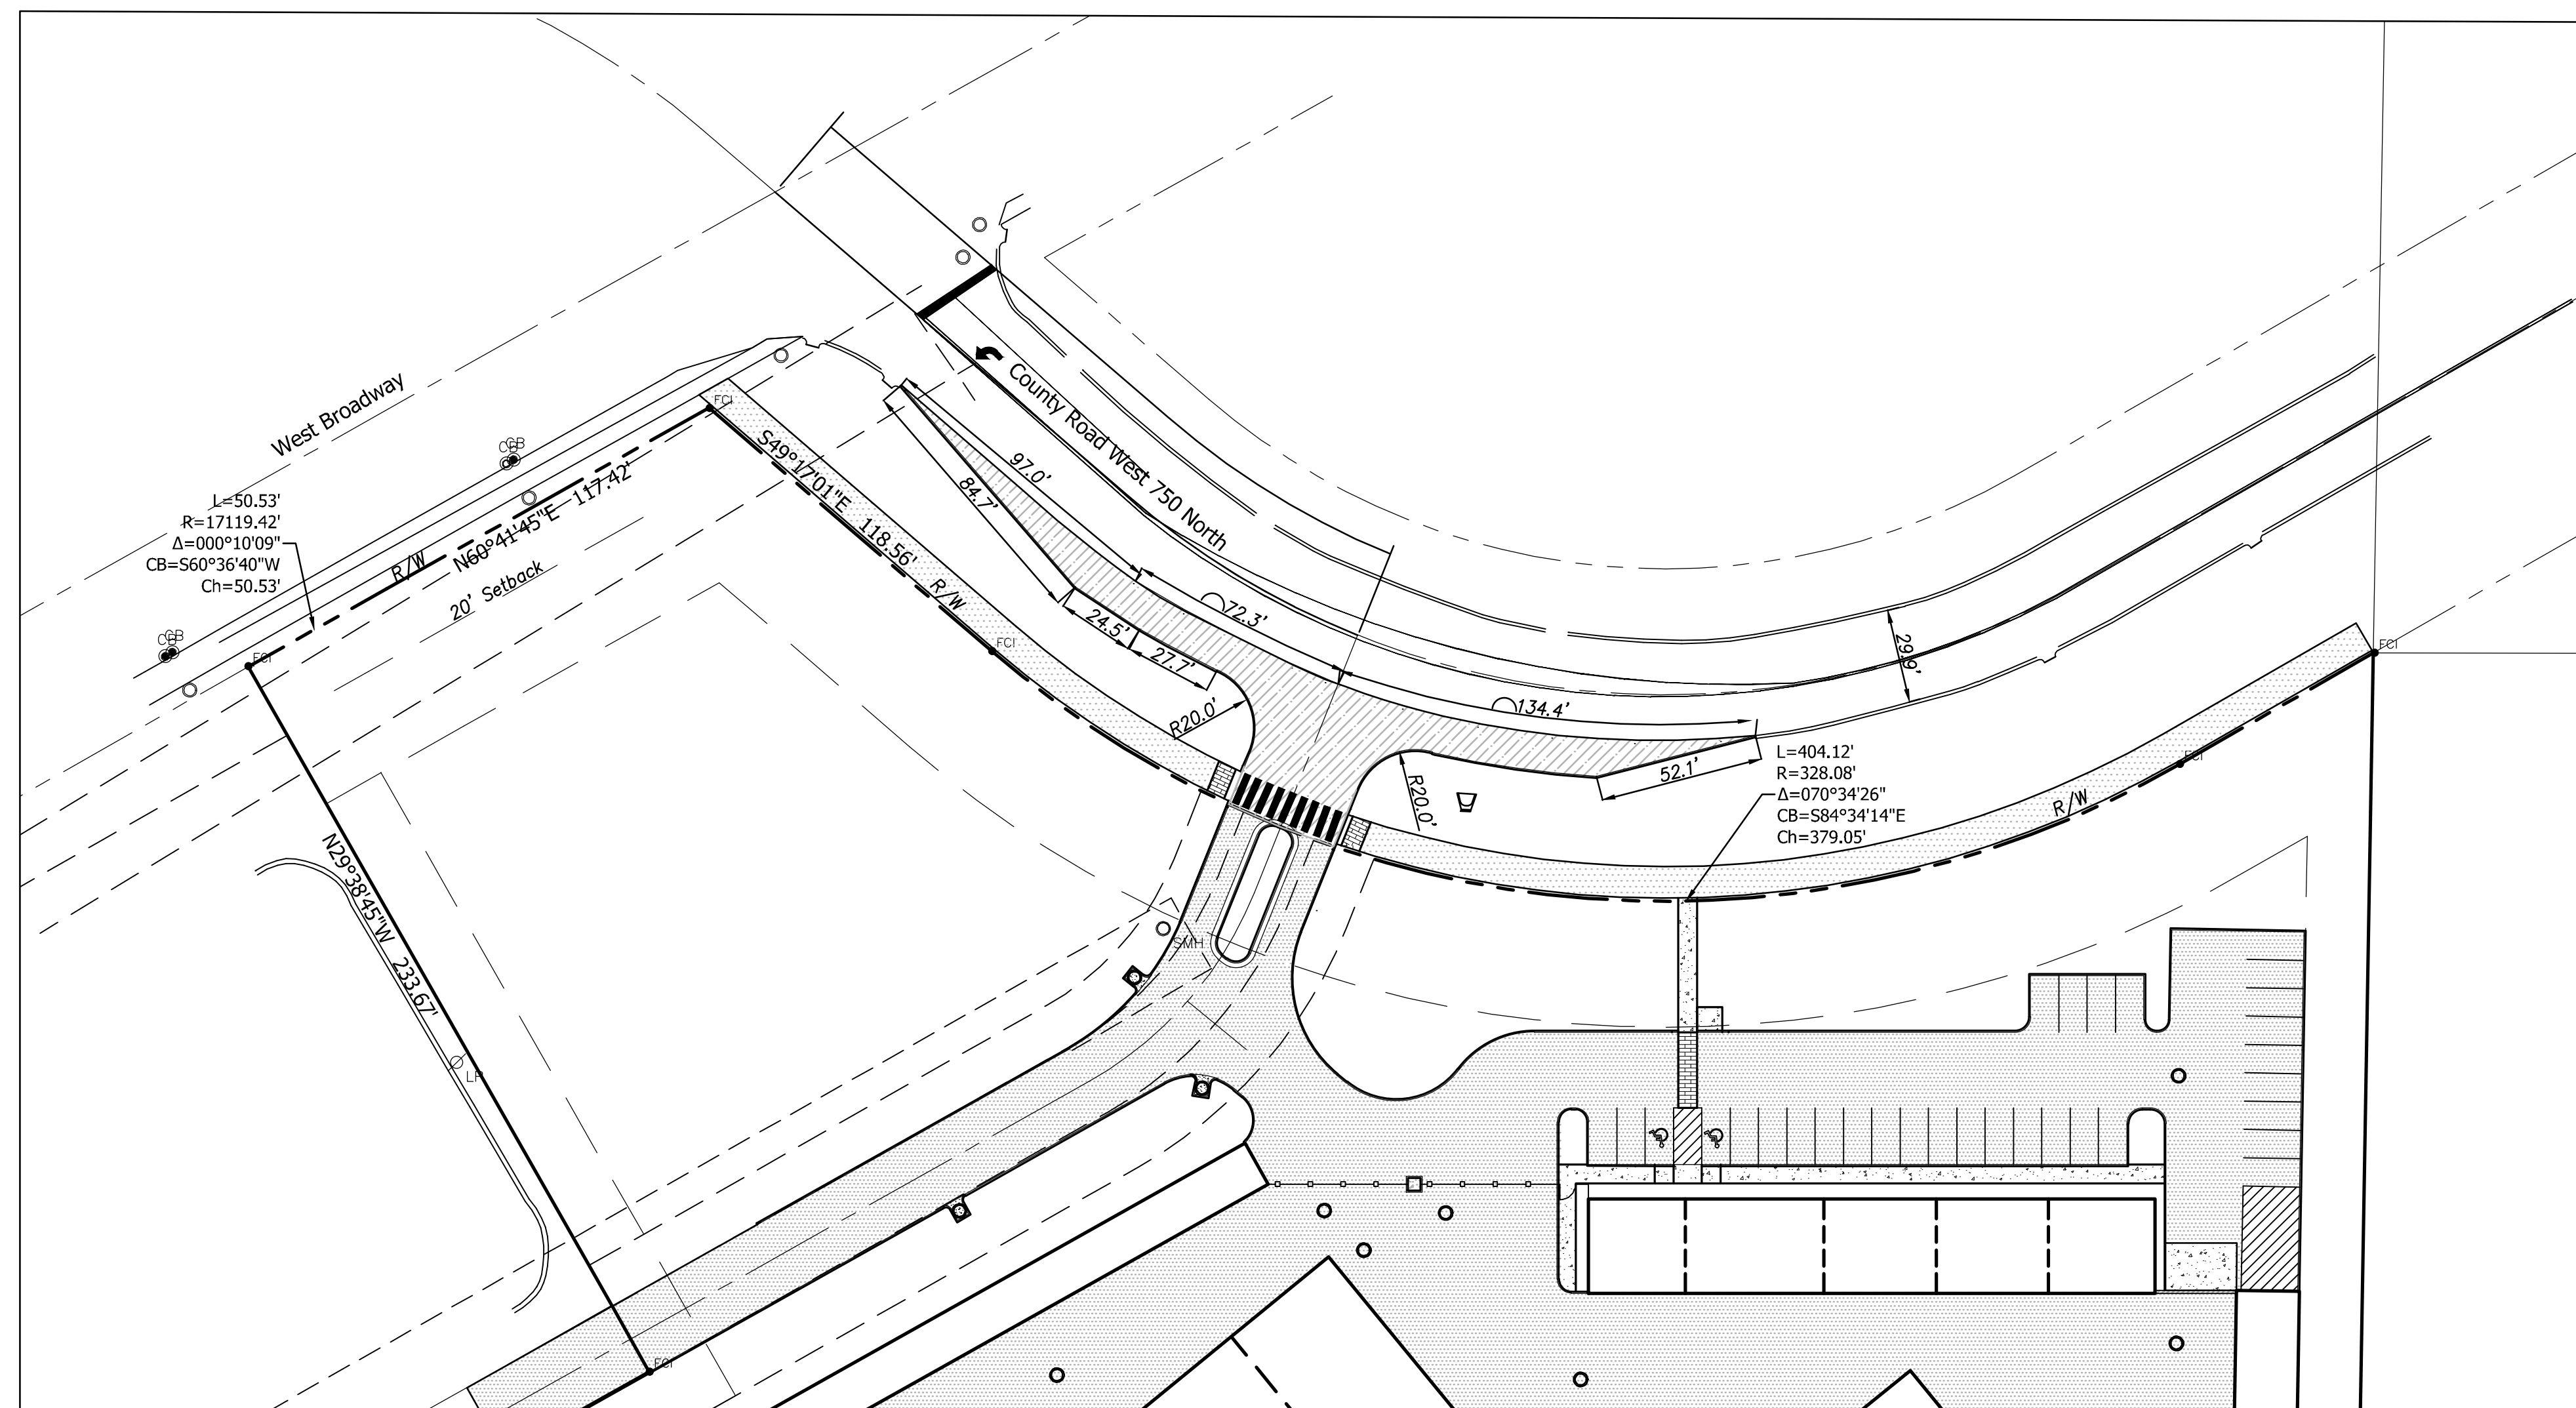 West Broadway
CB
CB
L=50.53'
R=17119.42'
Δ=000°10'09"
CB=S60°36'40"W
Ch=50.53'
CB
CB
R/W
N60°41'45"E 117.42'
20' Setback
FCI
FCI
S49°17'01"E 118.56'
R/W
FCI
97.0'
84.7'
County Road West 750 North
72.3'
24.5'
27.7'
R20.0'
134.4'
29.9'
52.1'
R20.0'
L=404.12'
R=328.08'
Δ=070°34'26"
CB=S84°34'14"E
Ch=379.05'
FCI
FCI
R/W
N29°38'45"W 233.67'
SMH
LP
FCI